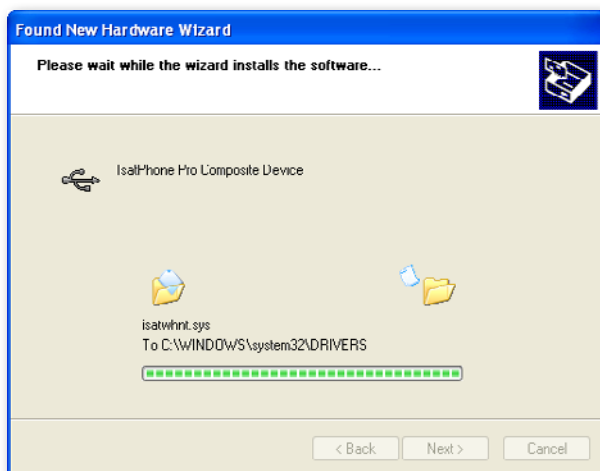 Found New Hardware Wizard
Please wait while the wizard installs the software...
IsatPhone Pro Composite Device
isatwhnt.sys
To C:\WINDOWS\system32\DRIVERS
< Back Next > Cancel